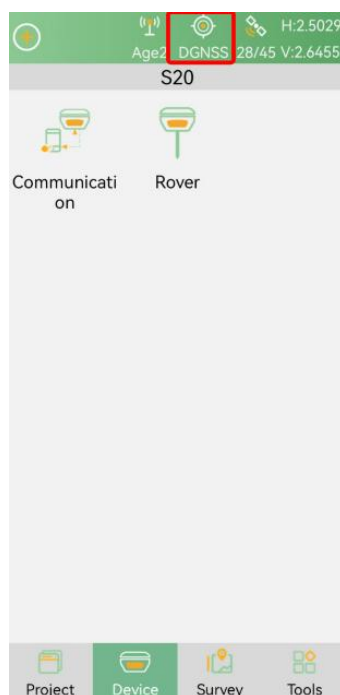 H:2.5029
Age2 DGNSS 28/45 V:2.6455
S20
Communicati
on
Rover
Project Device Survey Tools